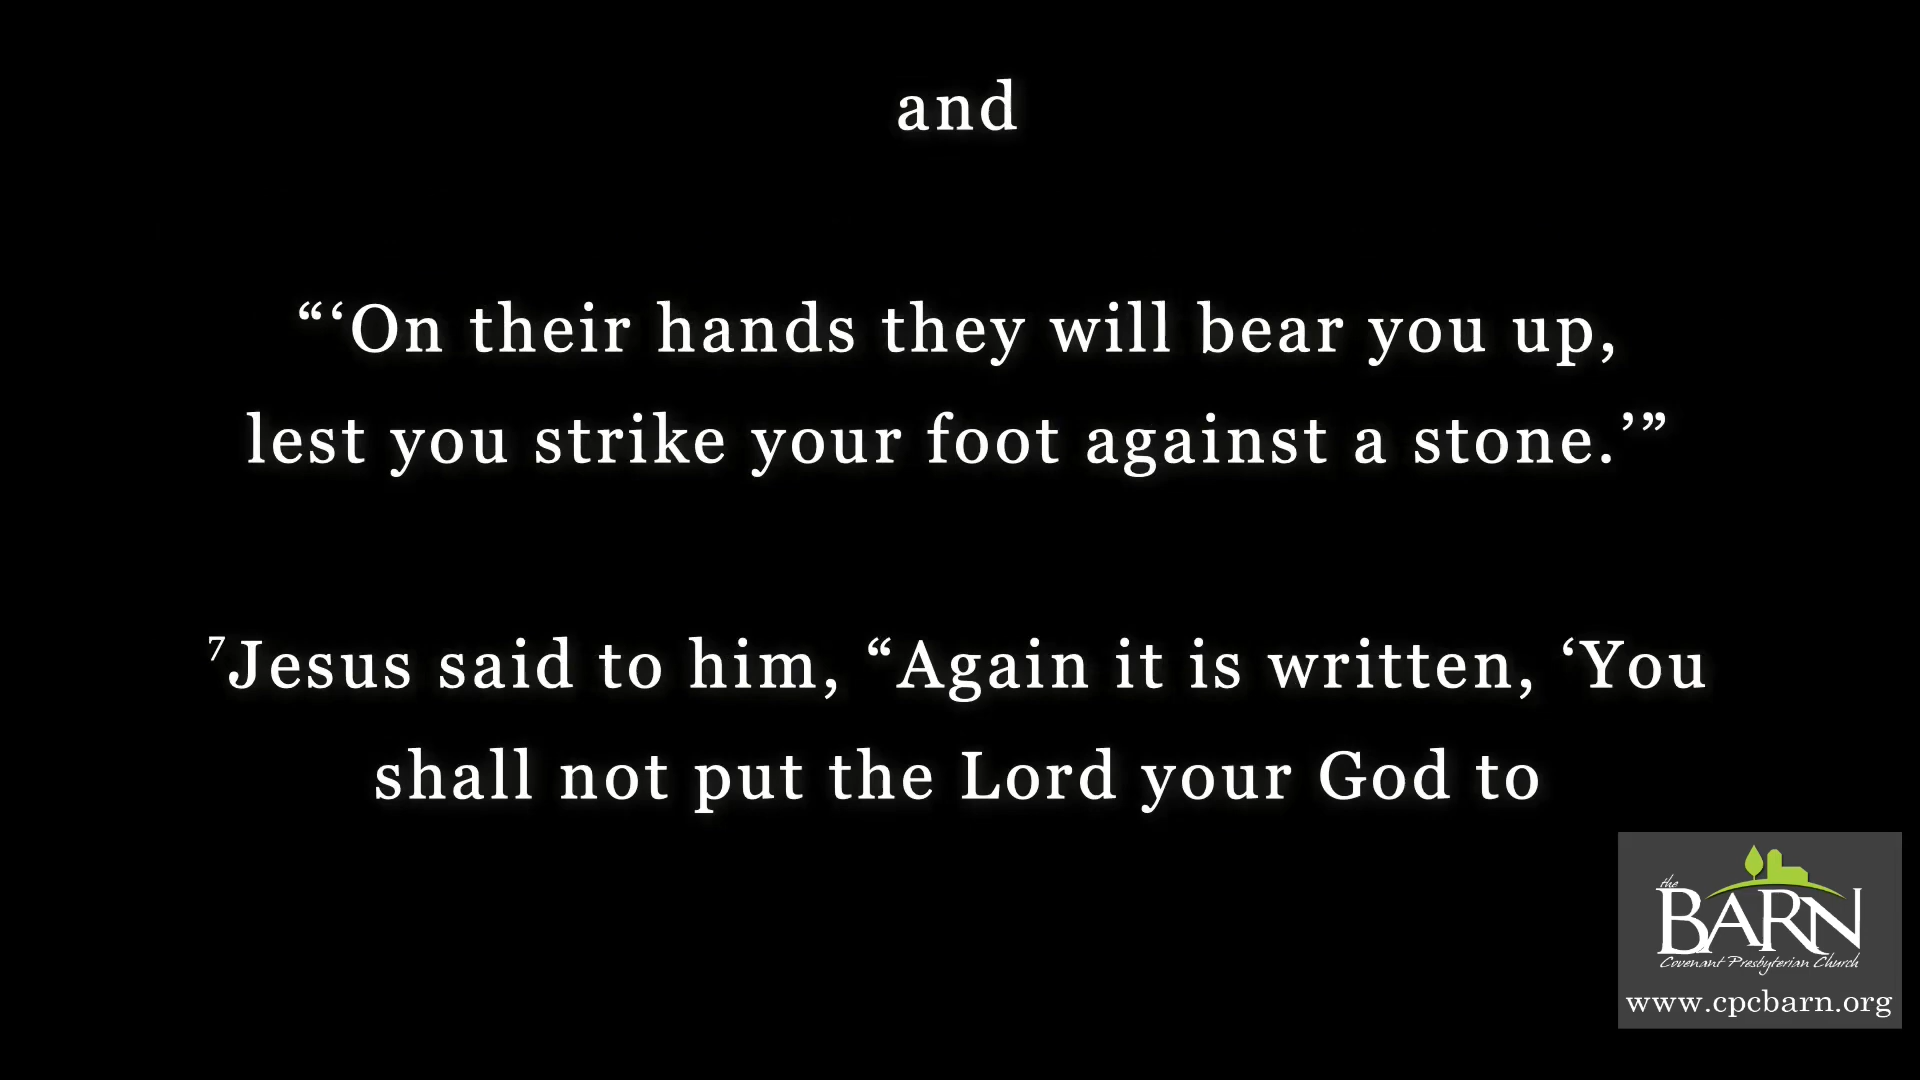 and
“‘On their hands they will bear you up,
lest you strike your foot against a stone.’”
⁷Jesus said to him, “Again it is written, ‘You
shall not put the Lord your God to
the
BARN
Covenant Presbyterian Church
www.cpcbarn.org